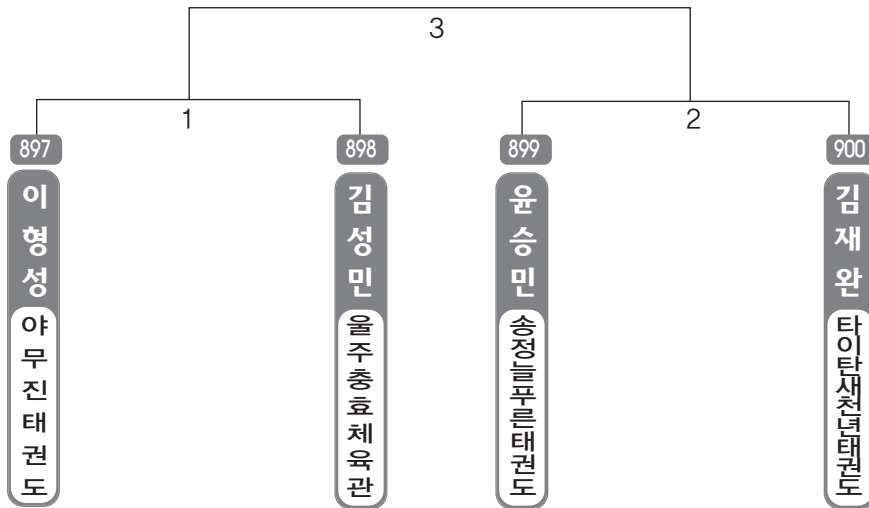 3
1
2
897
898
899
900
이형성
김성민
윤승민
김재완
야무진태권도
울주충효체육관
송정늘푸른태권도
타이탄새천년태권도